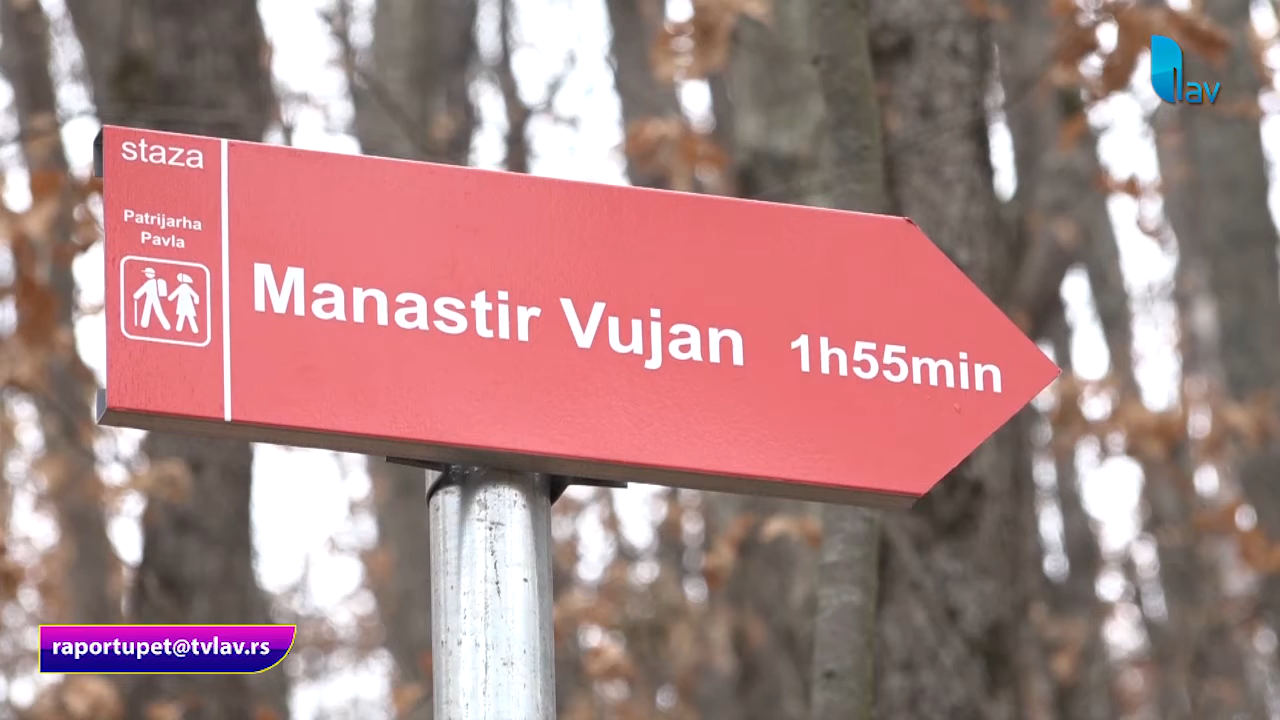 staza
Patrijarha
Pavla
Manastir Vujan 1h55min
lav
raportupet@tvlav.rs